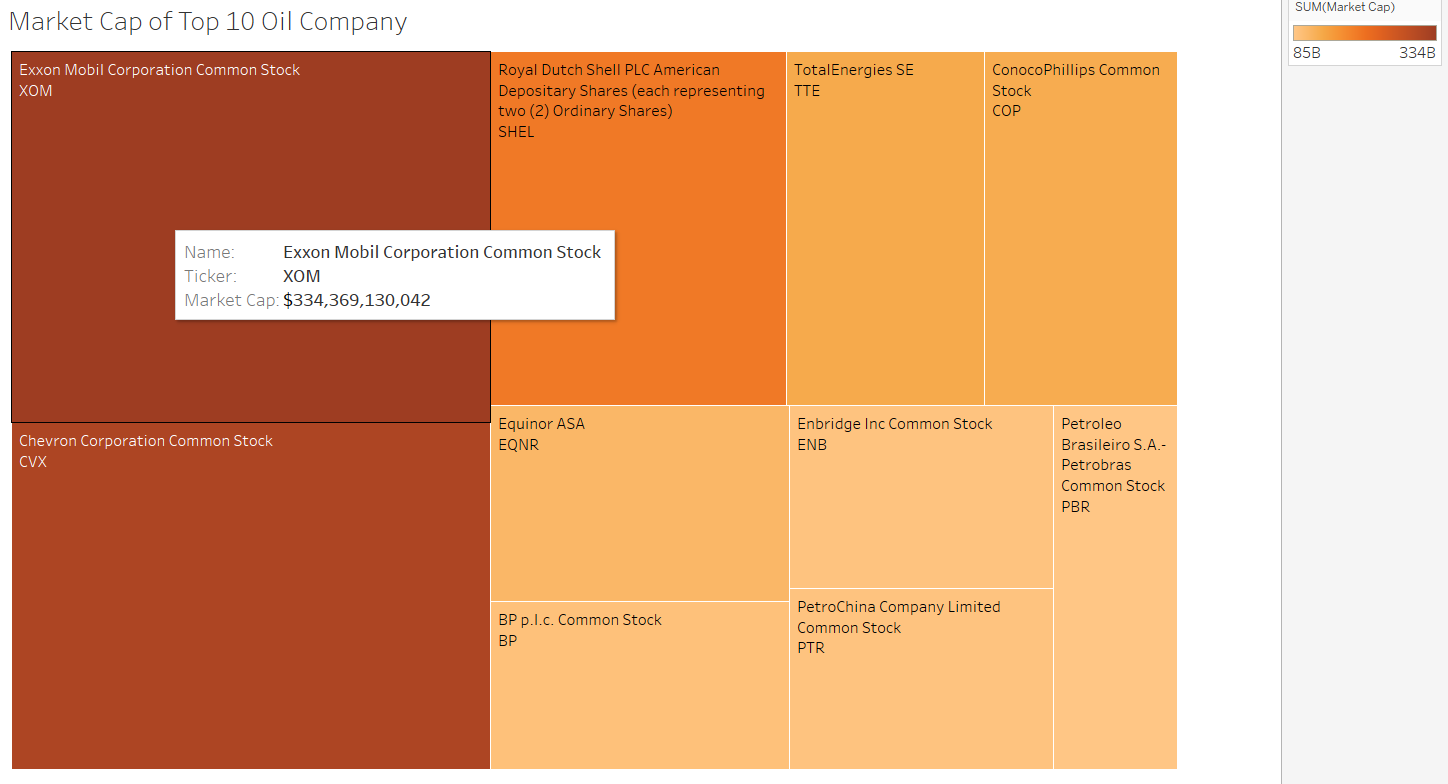 Market Cap of Top 10 Oil Company
SUM(Market Cap)
85B 334B
Exxon Mobil Corporation Common Stock
XOM
Royal Dutch Shell PLC American
Depositary Shares (each representing
two (2) Ordinary Shares)
SHEL
TotalEnergies SE
TTE
ConocoPhillips Common
Stock
COP
Name: Exxon Mobil Corporation Common Stock
Ticker: XOM
Market Cap: $334,369,130,042
Chevron Corporation Common Stock
CVX
Equinor ASA
EQNR
Enbridge Inc Common Stock
ENB
Petroleo
Brasileiro S.A.-
Petrobras
Common Stock
PBR
BP p.l.c. Common Stock
BP
PetroChina Company Limited
Common Stock
PTR